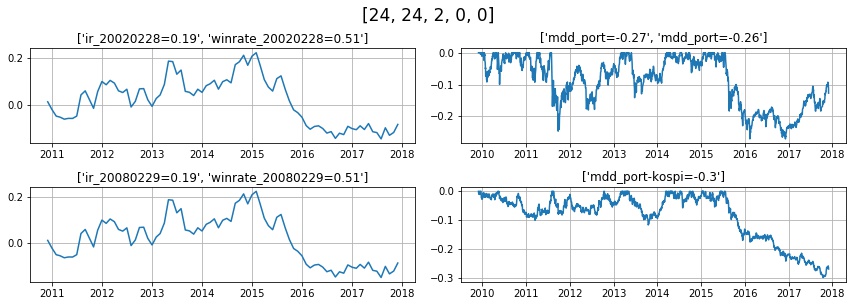 [24, 24, 2, 0, 0]
['ir_20020228=0.19', 'winrate_20020228=0.51']
0.2
0.0
2011 2012 2013 2014 2015 2016 2017 2018
['mdd_port=-0.27', 'mdd_port=-0.26']
0.0
−0.1
−0.2
2010 2011 2012 2013 2014 2015 2016 2017 2018
['ir_20080229=0.19', 'winrate_20080229=0.51']
0.2
0.0
2011 2012 2013 2014 2015 2016 2017 2018
['mdd_port-kospi=-0.3']
0.0
−0.1
−0.2
−0.3
2010 2011 2012 2013 2014 2015 2016 2017 2018